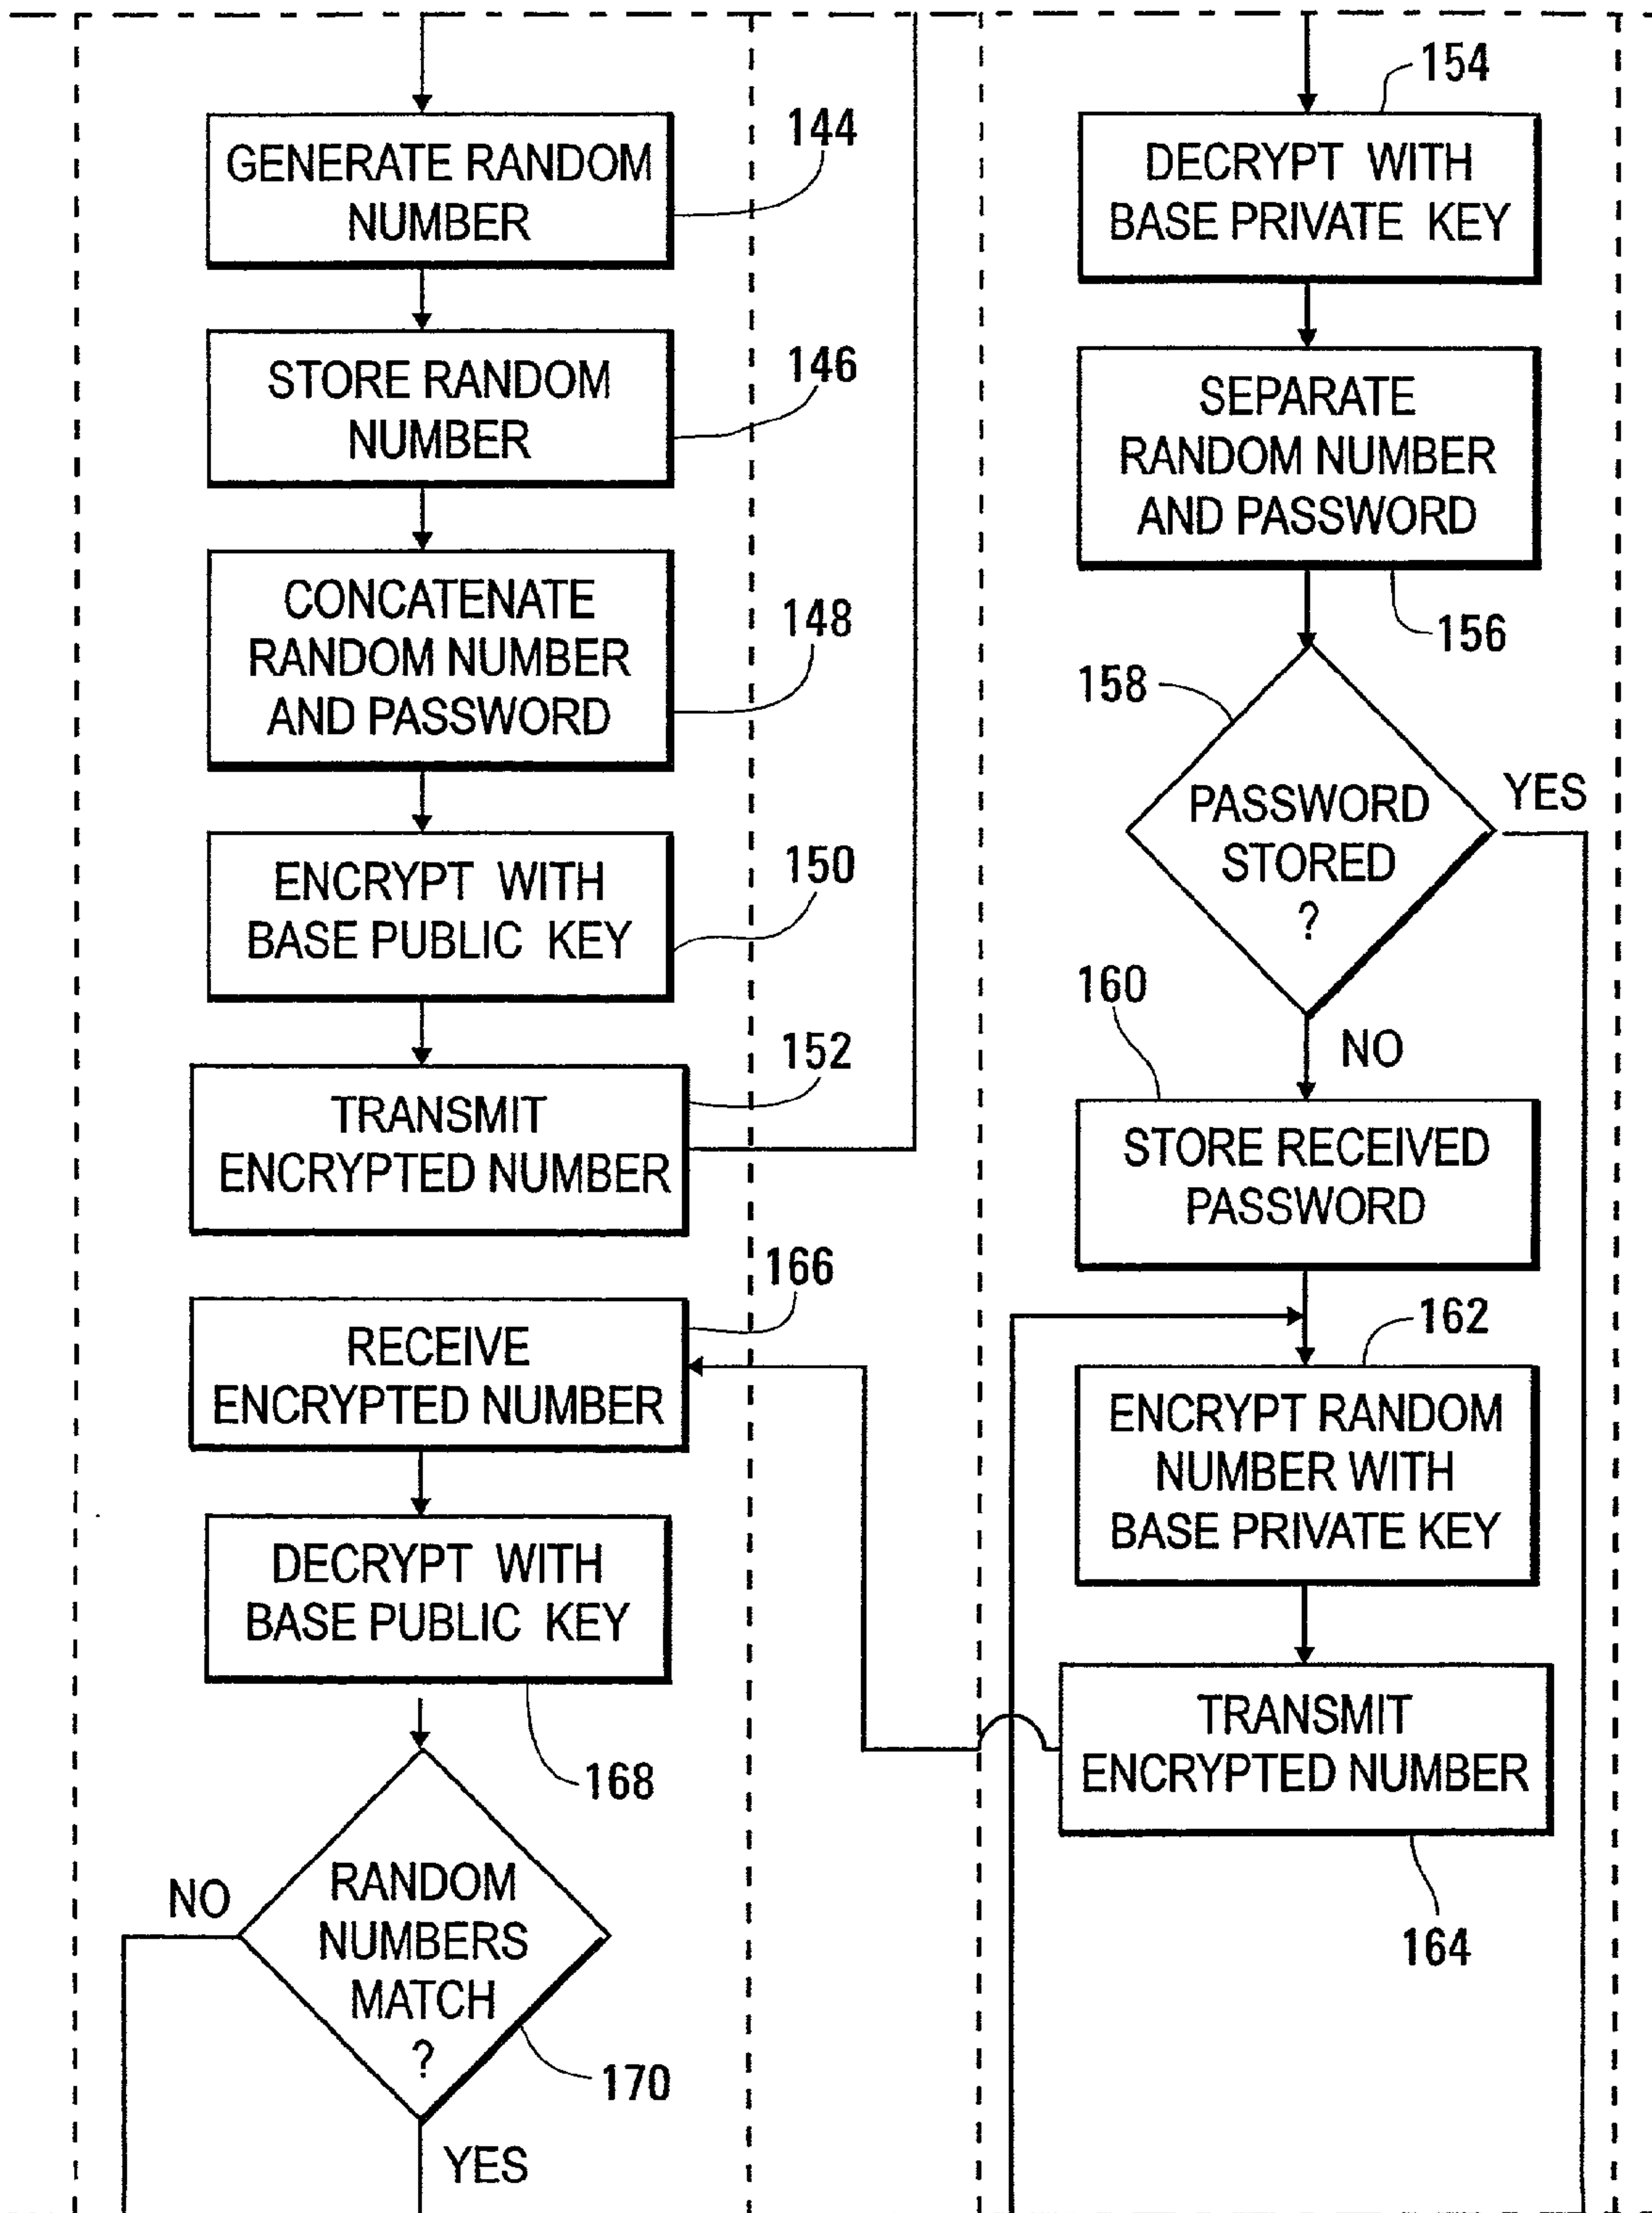 GENERATE RANDOM
NUMBER
144
STORE RANDOM
NUMBER
146
CONCATENATE
RANDOM NUMBER
AND PASSWORD
148
ENCRYPT WITH
BASE PUBLIC KEY
150
TRANSMIT
ENCRYPTED NUMBER
152
RECEIVE
ENCRYPTED NUMBER
166
DECRYPT WITH
BASE PUBLIC KEY
168
RANDOM
NUMBERS
MATCH
?
170
NO
YES
154
DECRYPT WITH
BASE PRIVATE KEY
SEPARATE
RANDOM NUMBER
AND PASSWORD
156
158
PASSWORD
STORED
?
YES
NO
160
STORE RECEIVED
PASSWORD
162
ENCRYPT RANDOM
NUMBER WITH
BASE PRIVATE KEY
TRANSMIT
ENCRYPTED NUMBER
164